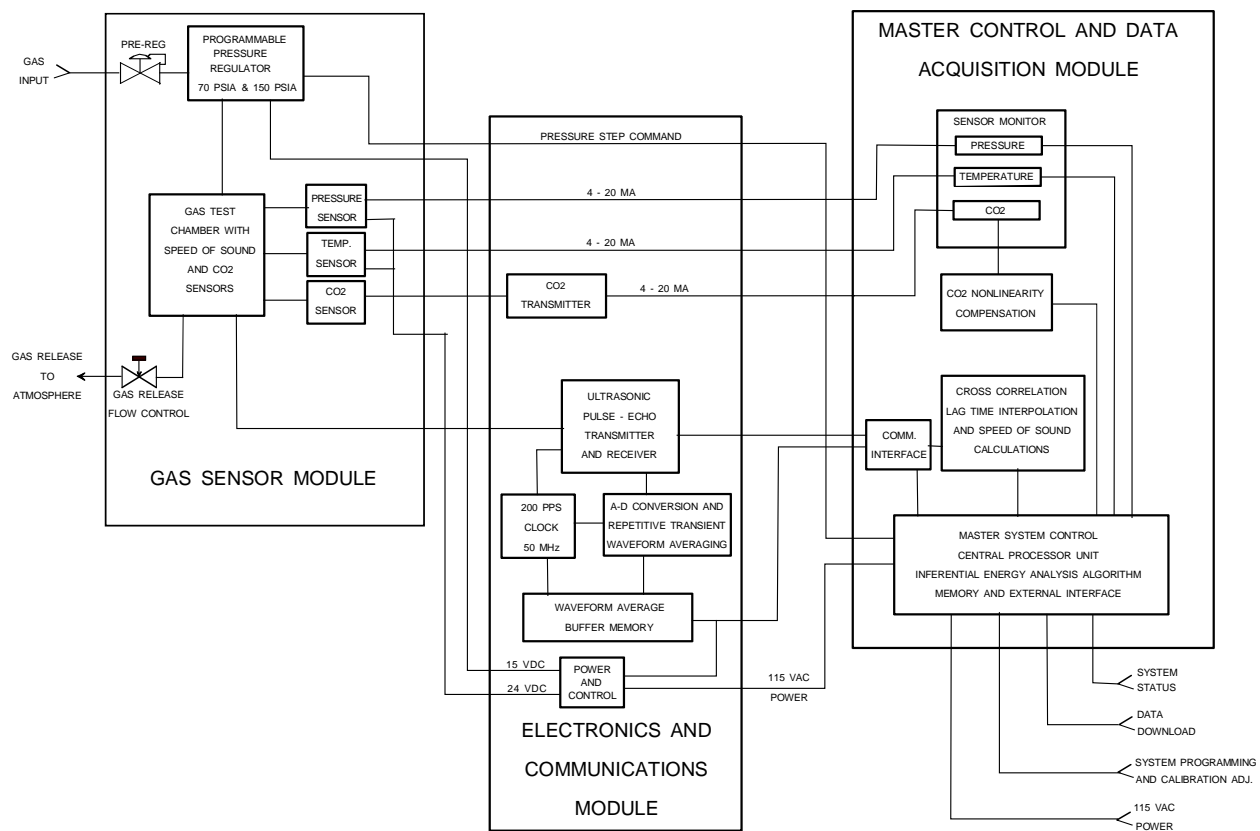 PRE-REG
GAS
INPUT
PROGRAMMABLE
PRESSURE
REGULATOR
70 PSIA & 150 PSIA
GAS TEST
CHAMBER WITH
SPEED OF SOUND
AND CO2
SENSORS
PRESSURE
SENSOR
TEMP.
SENSOR
CO2
SENSOR
GAS RELEASE
TO
ATMOSPHERE
GAS RELEASE
FLOW CONTROL
GAS SENSOR MODULE
PRESSURE STEP COMMAND
4 - 20 MA
4 - 20 MA
CO2
TRANSMITTER
4 - 20 MA
ULTRASONIC
PULSE - ECHO
TRANSMITTER
AND RECEIVER
200 PPS
CLOCK
50 MHz
A-D CONVERSION AND
REPETITIVE TRANSIENT
WAVEFORM AVERAGING
WAVEFORM AVERAGE
BUFFER MEMORY
15 VDC
24 VDC
POWER
AND
CONTROL
115 VAC
POWER
ELECTRONICS AND
COMMUNICATIONS
MODULE
MASTER CONTROL AND DATA
ACQUISITION MODULE
SENSOR MONITOR
PRESSURE
TEMPERATURE
CO2
CO2 NONLINEARITY
COMPENSATION
CROSS CORRELATION
LAG TIME INTERPOLATION
AND SPEED OF SOUND
CALCULATIONS
COMM.
INTERFACE
MASTER SYSTEM CONTROL
CENTRAL PROCESSOR UNIT
INFERENTIAL ENERGY ANALYSIS ALGORITHM
MEMORY AND EXTERNAL INTERFACE
SYSTEM
STATUS
DATA
DOWNLOAD
SYSTEM PROGRAMMING
AND CALIBRATION ADJ.
115 VAC
POWER